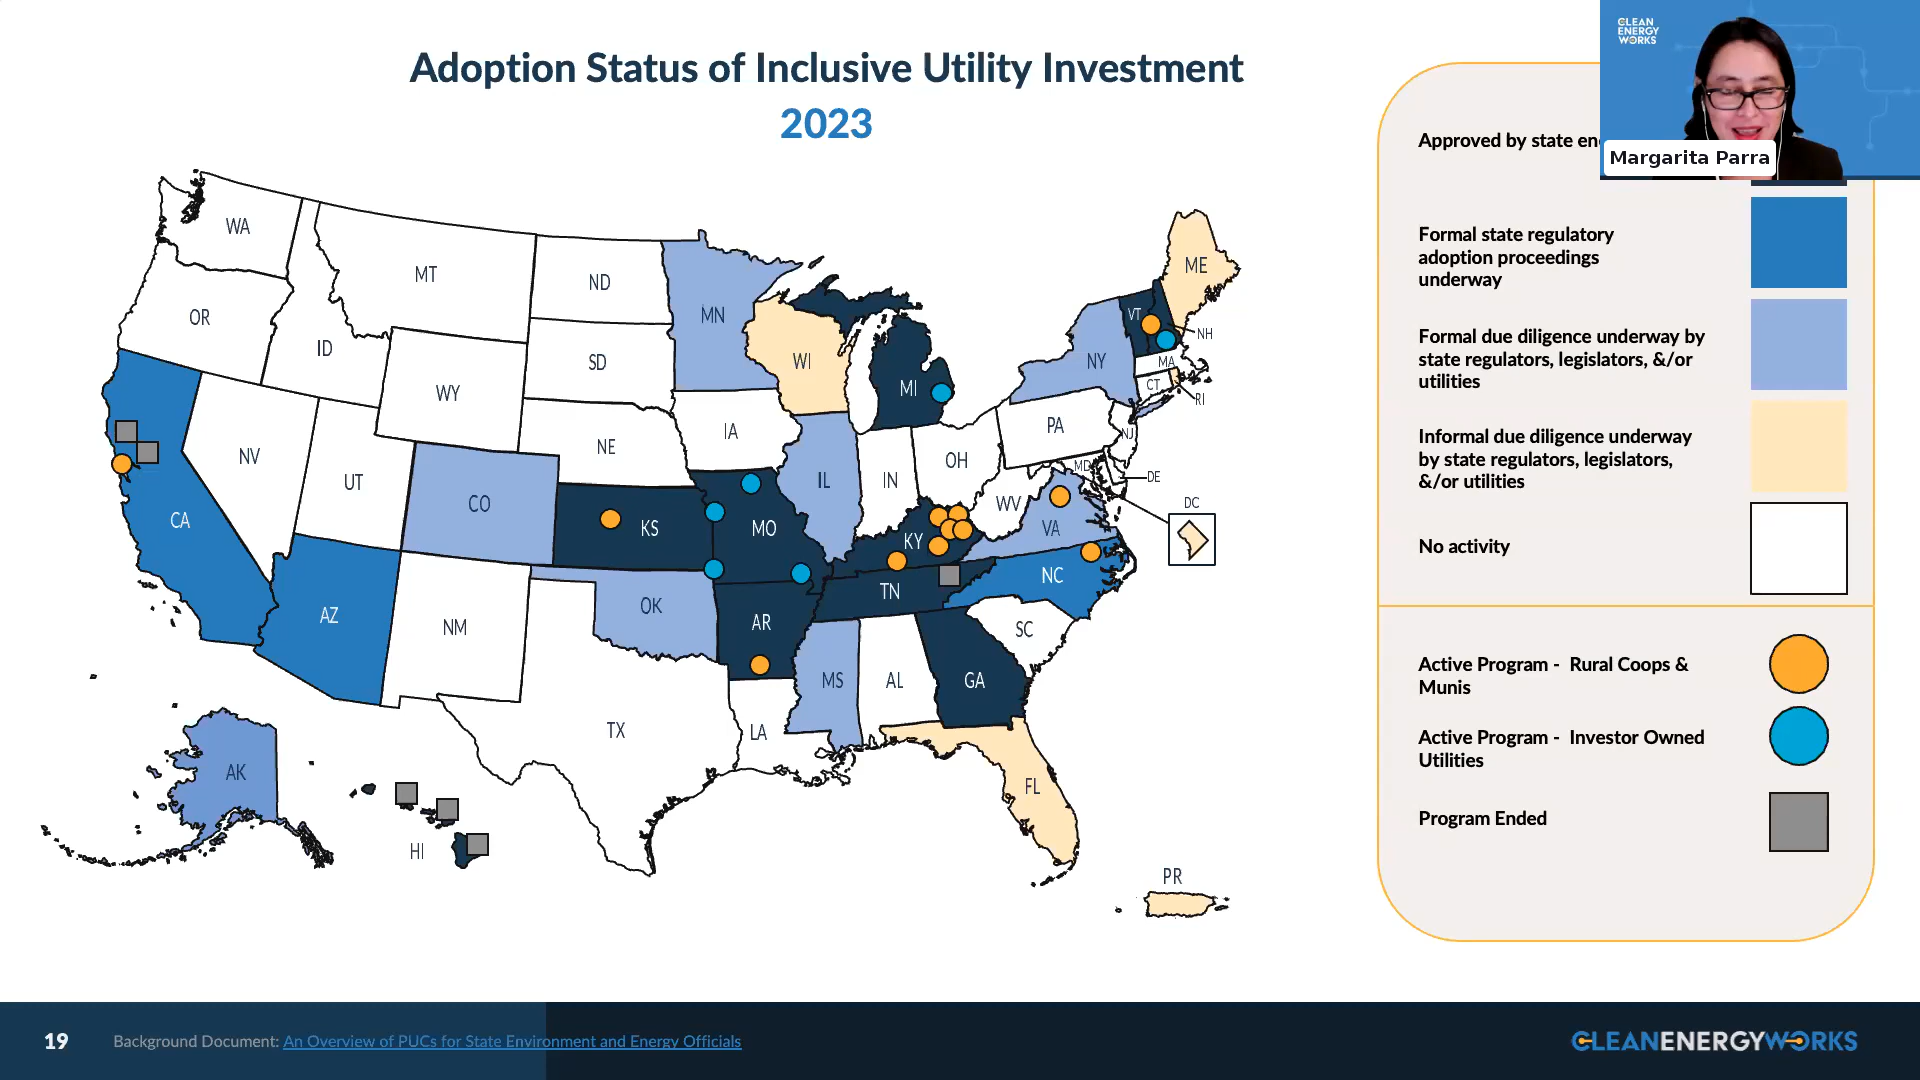 Adoption Status of Inclusive Utility Investment
2023
CLEAN
ENERGY
WORKS
Margarita Parra
Approved by state
Formal state regulatory
adoption proceedings
underway
Formal due diligence underway by
state regulators, legislators, &/or
utilities
Informal due diligence underway
by state regulators, legislators,
&/or utilities
No activity
Active Program - Rural Coops &
Munis
Active Program - Investor Owned
Utilities
Program Ended
WA
MT
ND
MN
ME
OR
ID
SD
WI
VT
NH
WY
MI
NY
MA
CT
RI
IA
PA
NJ
NE
NV
UT
CO
IL
IN
OH
MD
DE
WV
DC
CA
KS
MO
KY
VA
AZ
NM
OK
AR
TN
NC
SC
TX
LA
MS
AL
GA
AK
FL
HI
PR
19
Background Document: An Overview of PUCs for State Environment and Energy Officials
CLEANENERGYWORKS